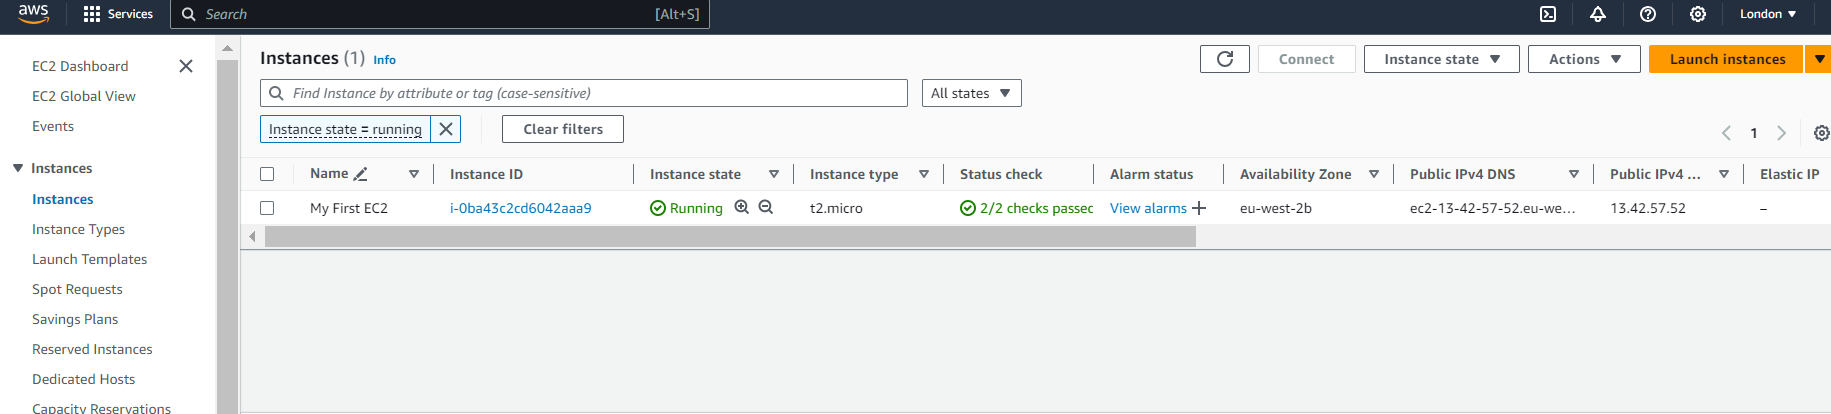 aws Services Search [Alt+S] London
EC2 Dashboard
EC2 Global View
Events
Instances
Instances
Instance Types
Launch Templates
Spot Requests
Savings Plans
Reserved Instances
Dedicated Hosts
Capacity Reservations
Instances (1) Info Connect Instance state Actions Launch instances
Find Instance by attribute or tag (case-sensitive) All states
Instance state = running Clear filters 1
Name Instance ID Instance state Instance type Status check Alarm status Availability Zone Public IPv4 DNS Public IPv4 ... Elastic IP
My First EC2 i-0ba43c2cd6042aaa9 Running t2.micro 2/2 checks passec View alarms + eu-west-2b ec2-13-42-57-52.eu-we... 13.42.57.52 –